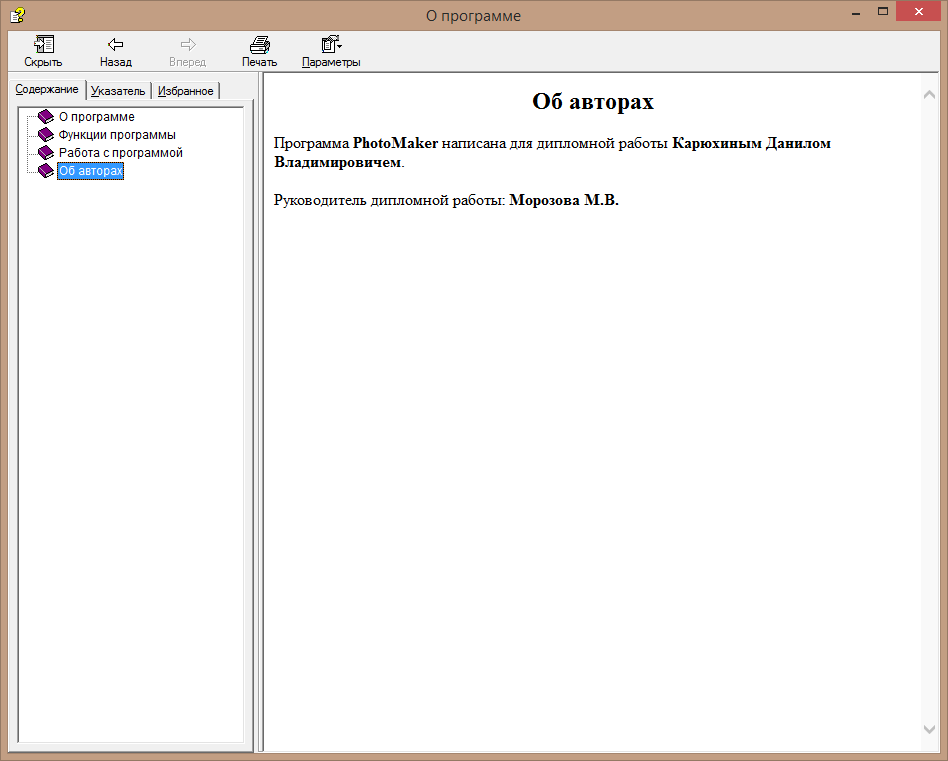 О программе
Скрыть Назад Вперед Печать Параметры
Содержание Указатель Избранное
О программе
Функции программы
Работа с программой
Об авторах
Об авторах
Программа PhotoMaker написана для дипломной работы Карюхиным Данилом
Владимировичем.
Руководитель дипломной работы: Морозова М.В.